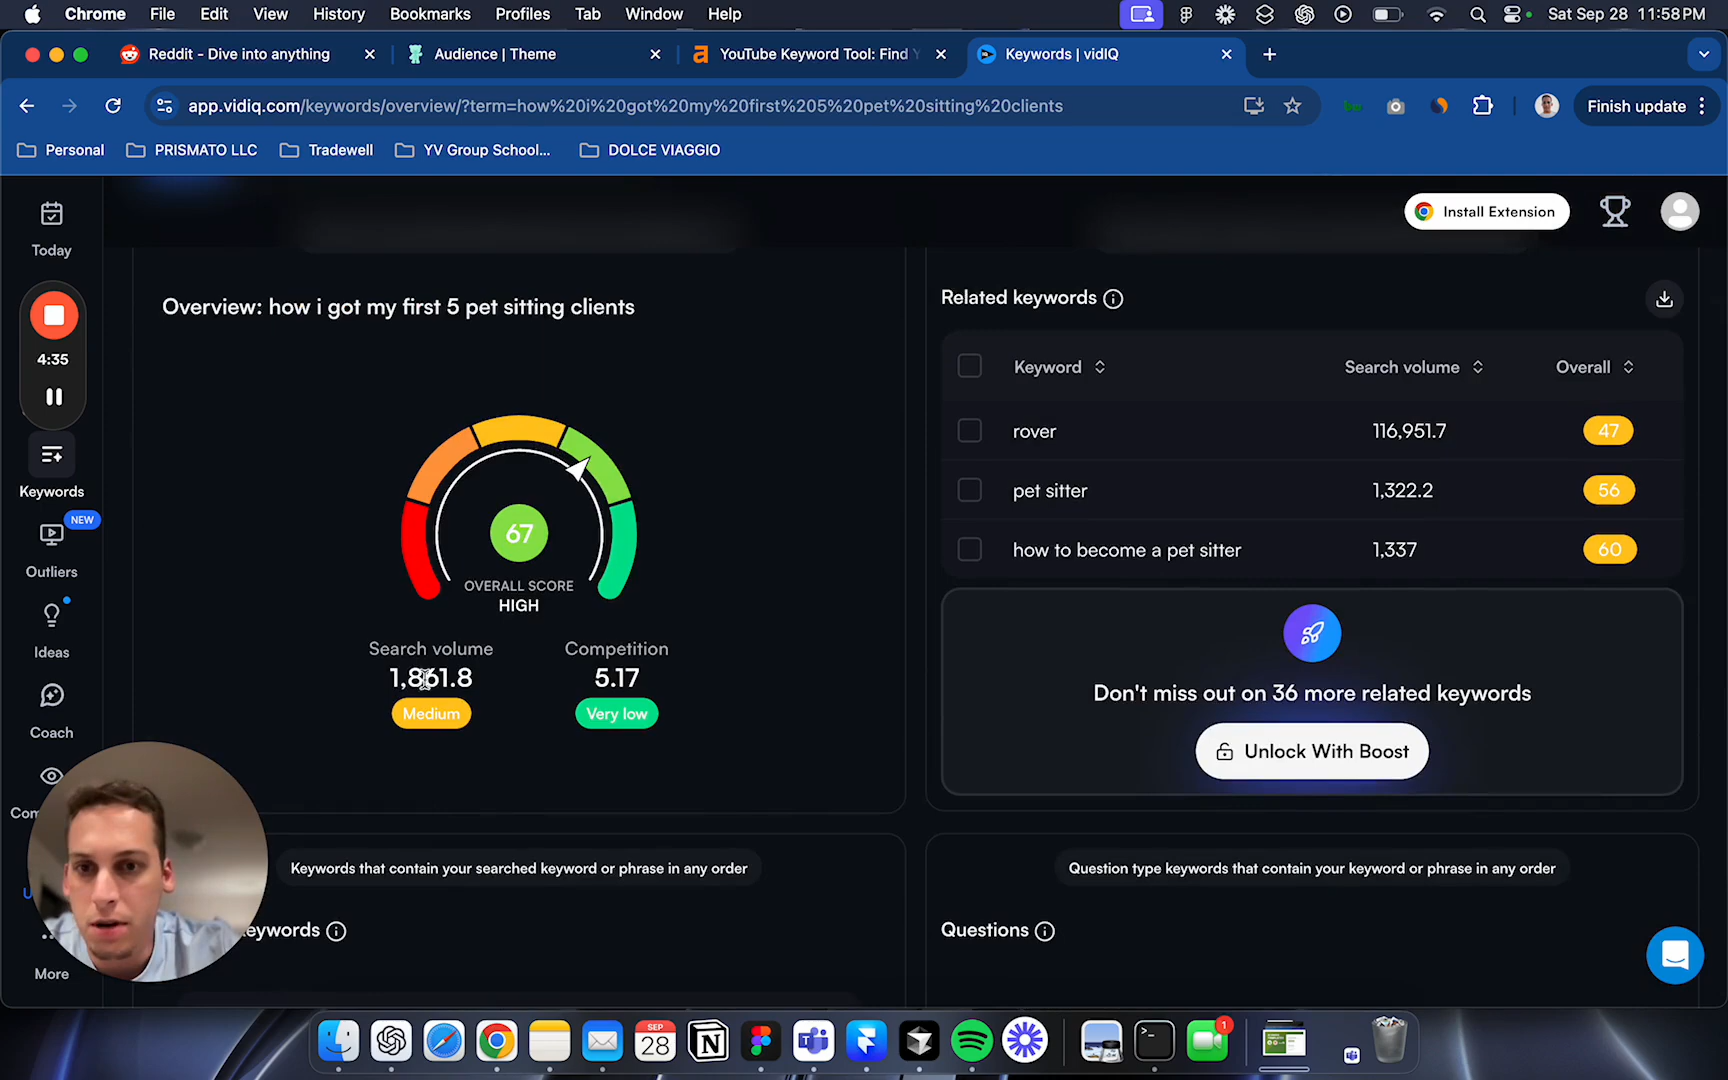 Chrome File Edit View History Bookmarks Profiles Tab Window Help Sat Sep 28 11:58 PM
Reddit - Dive into anything Audience | Theme YouTube Keyword Tool: Find Keywords | vidIQ
app.vidiq.com/keywords/overview/?term=how%20i%20got%20my%20first%205%20pet%20sitting%20clients Finish update
Personal PRISMATO LLC Tradewell YV Group School... DOLCE VIAGGIO
Install Extension
Today
4:35
Keywords
NEW
Outliers
Ideas
Coach
More
Overview: how i got my first 5 pet sitting clients
67
OVERALL SCORE
HIGH
Search volume Competition
1,861.8 5.17
Medium Very low
Related keywords
Keyword Search volume Overall
rover 116,951.7 47
pet sitter 1,322.2 56
how to become a pet sitter 1,337 60
Don't miss out on 36 more related keywords
Unlock With Boost
Keywords that contain your searched keyword or phrase in any order
Question type keywords that contain your keyword or phrase in any order
Questions
SEP
28
1